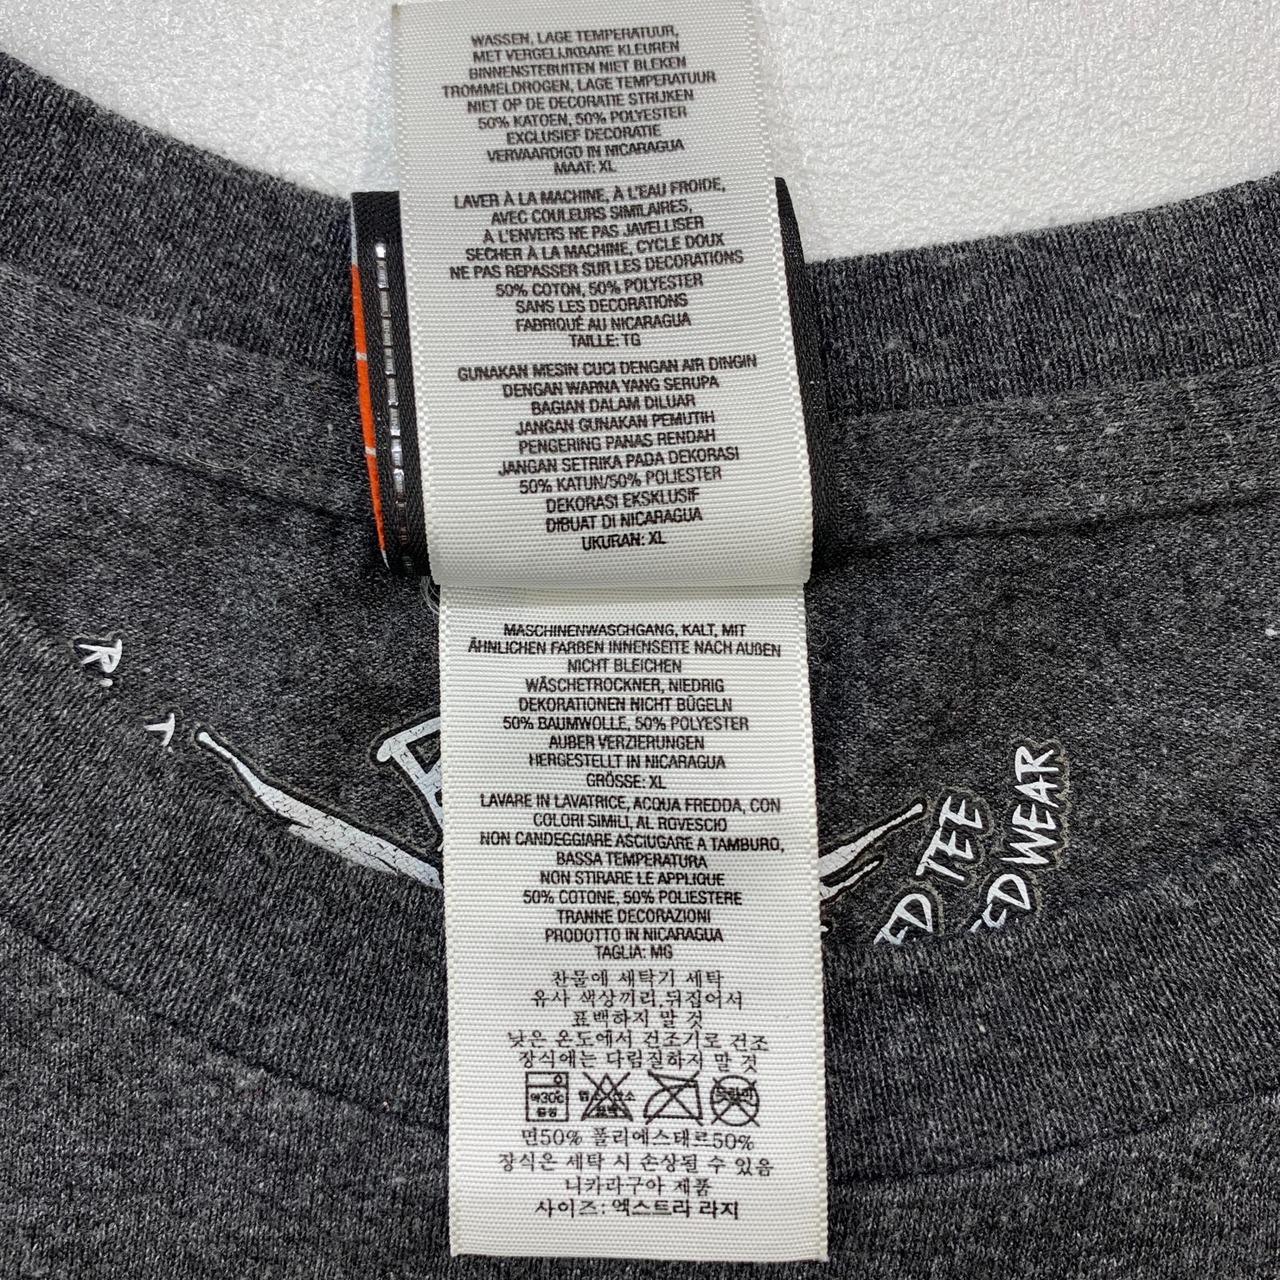 WASSEN, LAGE TEMPERATUUR,
MET VERGELIJKBARE KLEUREN
BINNENSTEBUITEN NIET BLEKEN
TROMMELDROGEN, LAGE TEMPERATUUR
NIET OP DE DECORATIE STRIJKEN
50% KATOEN, 50% POLYESTER
EXCLUSIEF DECORATIE
VERVAARDIGD IN NICARAGUA
MAAT: XL
LAVER À LA MACHINE, À L'EAU FROIDE,
AVEC COULEURS SIMILAIRES,
À L'ENVERS NE PAS JAVELLISER
SÉCHER À LA MACHINE, CYCLE DOUX
NE PAS REPASSER SUR LES DECORATIONS
50% COTON, 50% POLYESTER
SANS LES DECORATIONS
FABRIQUÉ AU NICARAGUA
TAILLE: TG
GUNAKAN MESIN CUCI DENGAN AIR DINGIN
DENGAN WARNA YANG SERUPA
BAGIAN DALAM DILUAR
JANGAN GUNAKAN PEMUTIH
PENGERING PANAS RENDAH
JANGAN SETRIKA PADA DEKORASI
50% KATUN/50% POLIESTER
DEKORASI EKSKLUSIF
DIBUAT DI NICARAGUA
UKURAN: XL
MASCHINENWASCHGANG, KALT, MIT
ÄHNLICHEN FARBEN INNENSEITE NACH AUßEN
NICHT BLEICHEN
WÄSCHETROCKNER, NIEDRIG
DEKORATIONEN NICHT BÜGELN
50% BAUMWOLLE, 50% POLYESTER
AUßER VERZIERUNGEN
HERGESTELLT IN NICARAGUA
GRÖSSE: XL
LAVARE IN LAVATRICE, ACQUA FREDDA, CON
COLORI SIMILI, AL ROVESCIO
NON CANDEGGIARE ASCIUGARE A TAMBURO,
BASSA TEMPERATURA
NON STIRARE LE APPLIQUE
50% COTONE, 50% POLIESTERE
TRANNE DECORAZIONI
PRODOTTO IN NICARAGUA
TAGLIA: MG
찬물에 세탁기 세탁
유사 색상끼리,뒤집어서
표백하지 말 것
낮은 온도에서 건조기로 건조
장식에는 다림질하지 말 것
약30℃
면50% 폴리에스테르50%
장식은 세탁 시 손상될 수 있음
니카라구아 제품
사이즈: 엑스트라 라지
TEE
WEAR